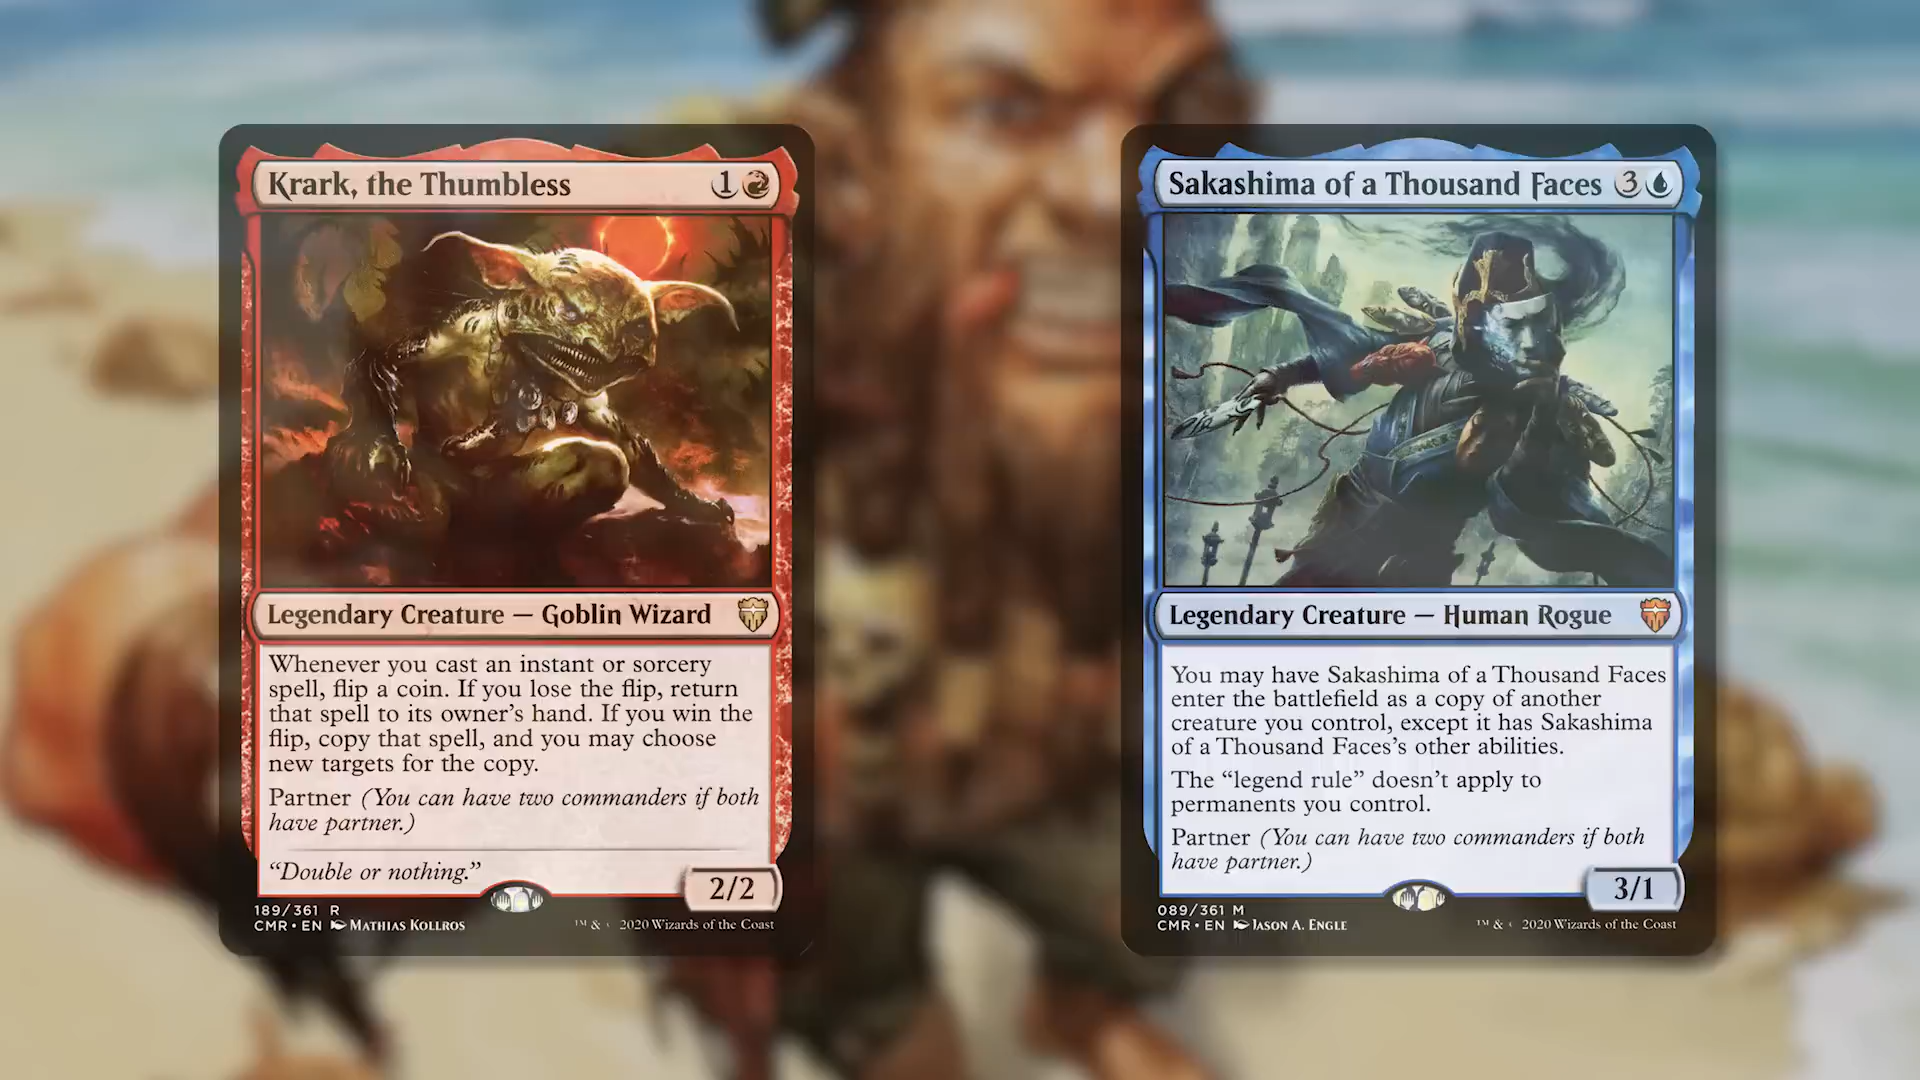 Krark, the Thumbless 1
Legendary Creature — Goblin Wizard
Whenever you cast an instant or sorcery
spell, flip a coin. If you lose the flip, return
that spell to its owner's hand. If you win the
flip, copy that spell, and you may choose
new targets for the copy.
Partner (You can have two commanders if both
have partner.)
“Double or nothing.”
2/2
189/361 R
CMR • EN Mathias Kollros
™ & © 2020 Wizards of the Coast
Sakashima of a Thousand Faces 3
Legendary Creature — Human Rogue
You may have Sakashima of a Thousand Faces
enter the battlefield as a copy of another
creature you control, except it has Sakashima
of a Thousand Faces's other abilities.
The “legend rule” doesn't apply to
permanents you control.
Partner (You can have two commanders if both
have partner.)
3/1
089/361 M
CMR • EN Jason A. Engle
™ & © 2020 Wizards of the Coast